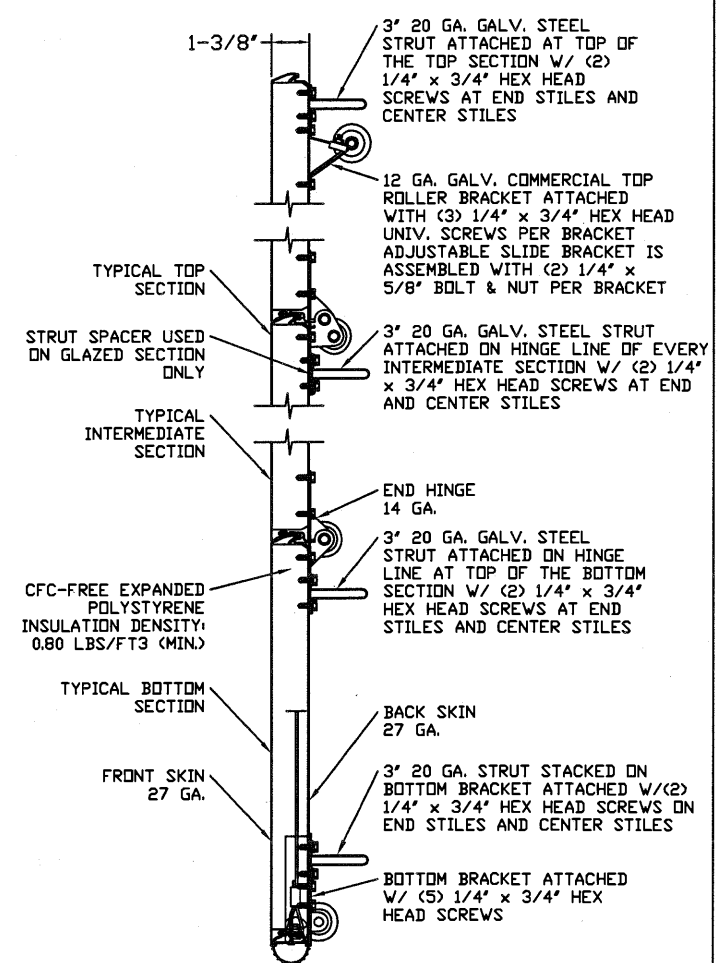 1-3/8"
3" 20 GA. GALV. STEEL
STRUT ATTACHED AT TOP OF
THE TOP SECTION W/ (2)
1/4" x 3/4" HEX HEAD
SCREWS AT END STILES AND
CENTER STILES
12 GA. GALV. COMMERCIAL TOP
ROLLER BRACKET ATTACHED
WITH (3) 1/4" x 3/4" HEX HEAD
UNIV. SCREWS PER BRACKET
ADJUSTABLE SLIDE BRACKET IS
ASSEMBLED WITH (2) 1/4" x
5/8" BOLT & NUT PER BRACKET
TYPICAL TOP
SECTION
STRUT SPACER USED
ON GLAZED SECTION
ONLY
3" 20 GA. GALV. STEEL STRUT
ATTACHED ON HINGE LINE OF EVERY
INTERMEDIATE SECTION W/ (2) 1/4"
x 3/4" HEX HEAD SCREWS AT END
AND CENTER STILES
TYPICAL
INTERMEDIATE
SECTION
END HINGE
14 GA.
3" 20 GA. GALV. STEEL
STRUT ATTACHED ON HINGE
LINE AT TOP OF THE BOTTOM
SECTION W/ (2) 1/4" x 3/4"
HEX HEAD SCREWS AT END
STILES AND CENTER STILES
CFC-FREE EXPANDED
POLYSTYRENE
INSULATION DENSITY:
0.80 LBS/FT3 (MIN.)
TYPICAL BOTTOM
SECTION
BACK SKIN
27 GA.
FRONT SKIN
27 GA.
3" 20 GA. STRUT STACKED ON
BOTTOM BRACKET ATTACHED W/(2)
1/4" x 3/4" HEX HEAD SCREWS ON
END STILES AND CENTER STILES
BOTTOM BRACKET ATTACHED
W/ (5) 1/4" x 3/4" HEX
HEAD SCREWS